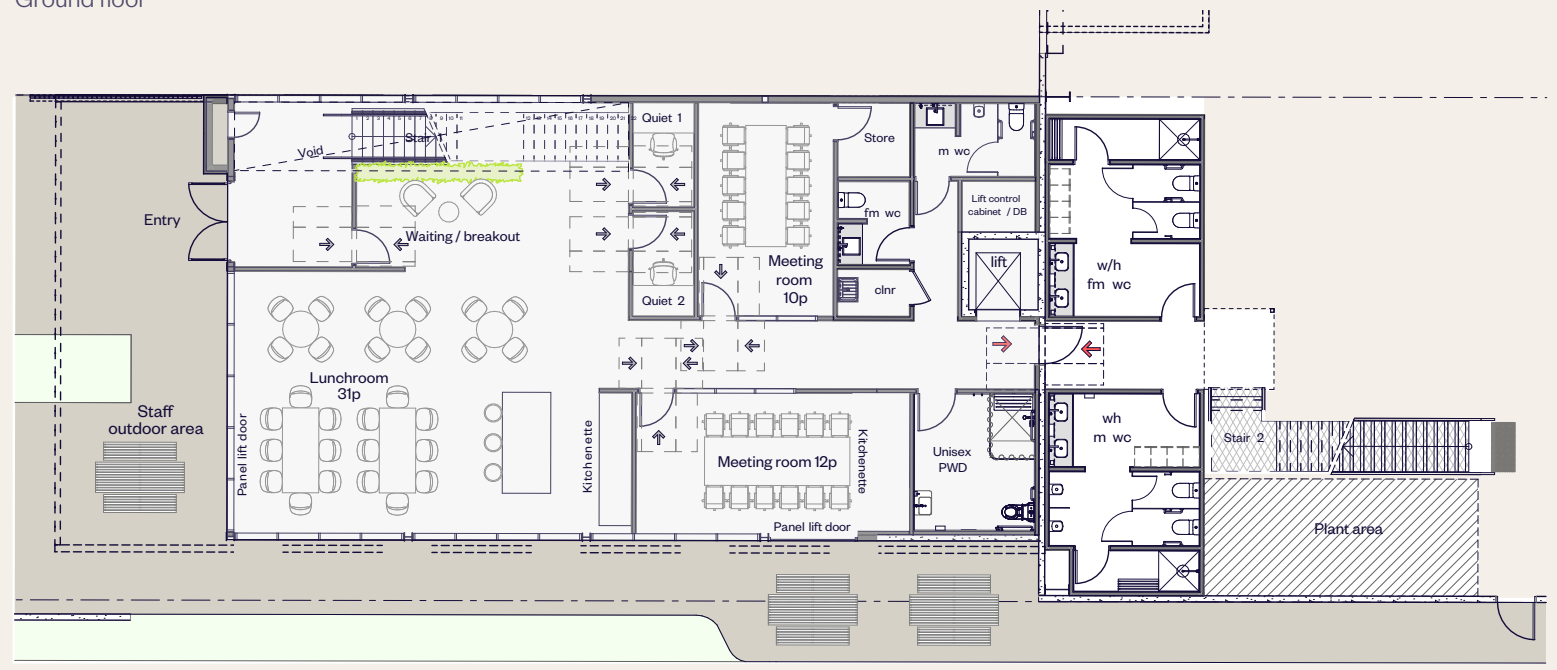 Ground floor
Quiet 1
Store
Stair 1
Void
m wc
Lift control
cabinet / DB
fm wc
Entry
Waiting / breakout
Meeting
room
10p
lift
w/h
fm wc
clnr
Quiet 2
Lunchroom
31p
Staff
outdoor area
Panel lift door
Kitchenette
Meeting room 12p
Kitchenette
Unisex
PWD
wh
m wc
Stair 2
Panel lift door
Plant area